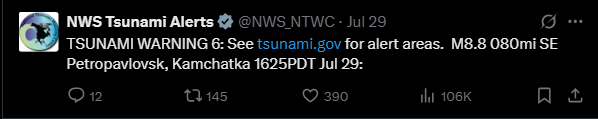 NWS Tsunami Alerts @NWS_NTWC · Jul 29
TSUNAMI WARNING 6: See tsunami.gov for alert areas.  M8.8 080mi SE
Petropavlovsk, Kamchatka 1625PDT Jul 29:
12 145 390 106K